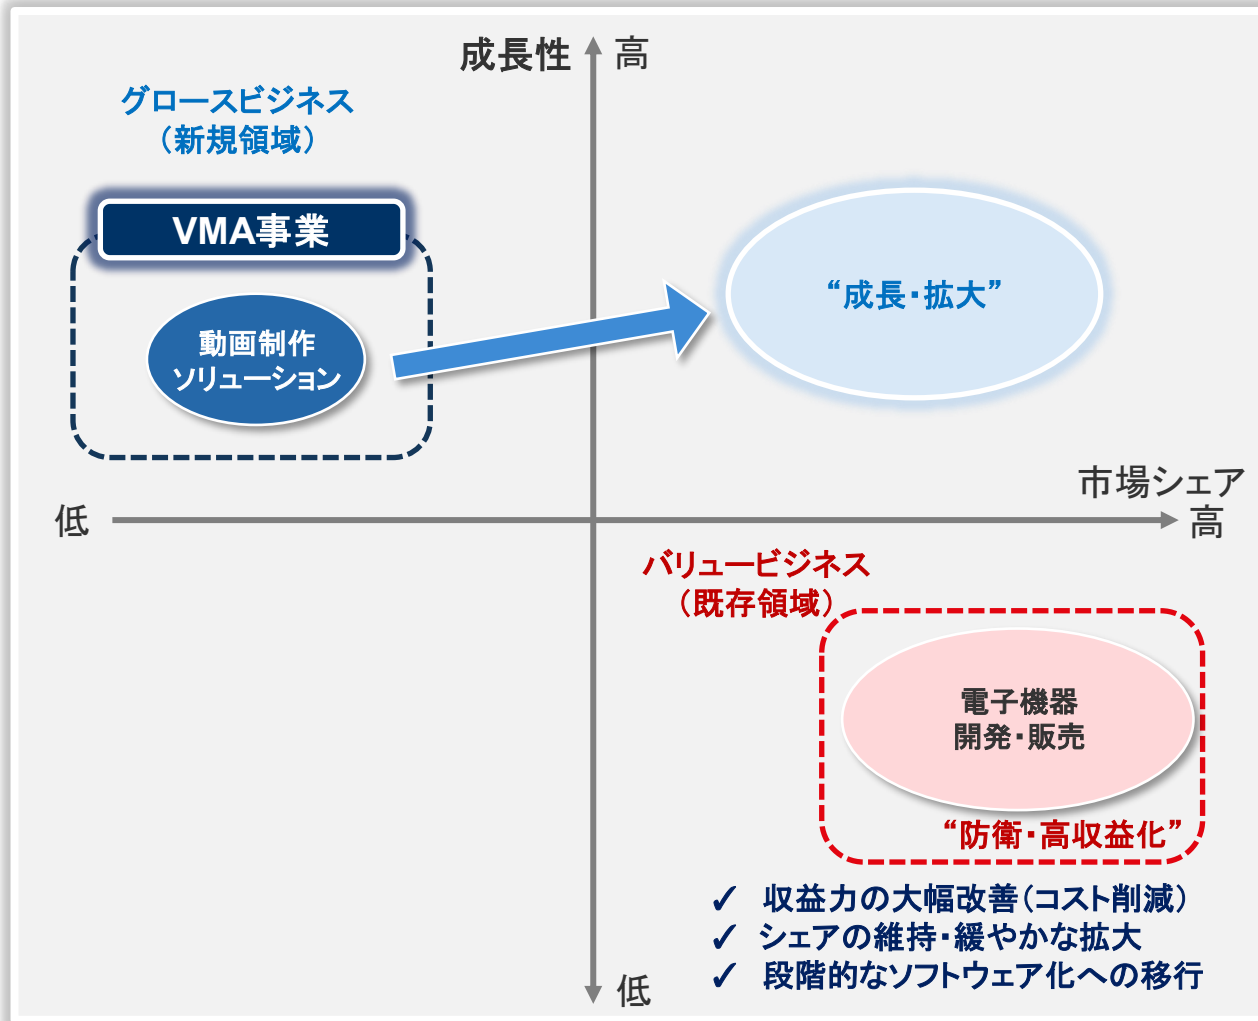 成長性
高
グロースビジネス
（新規領域）
VMA事業
動画制作
ソリューション
“成長・拡大”
市場シェア
低
高
バリュービジネス
（既存領域）
電子機器
開発・販売
“防衛・高収益化”
✓ 収益力の大幅改善（コスト削減）
✓ シェアの維持・緩やかな拡大
✓ 段階的なソフトウェア化への移行
低